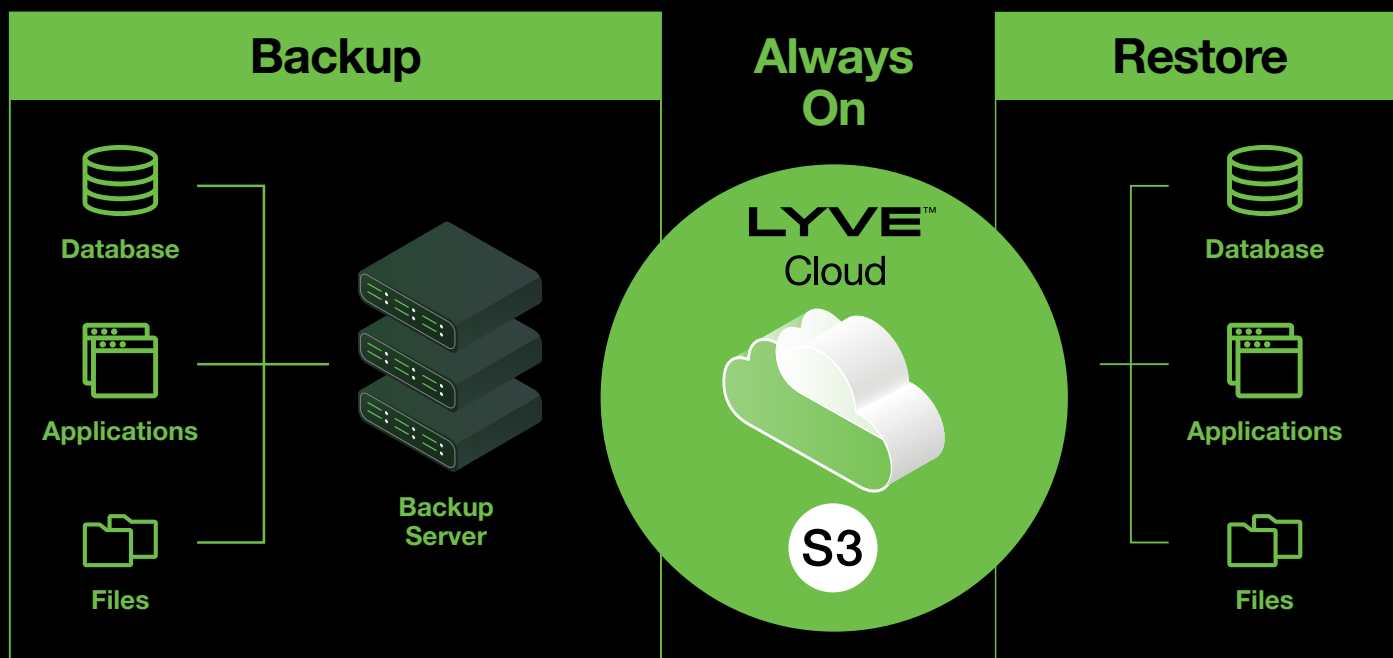 Backup
Always
On
Restore
Database
Applications
Files
Backup
Server
LYVE™
Cloud
S3
Database
Applications
Files